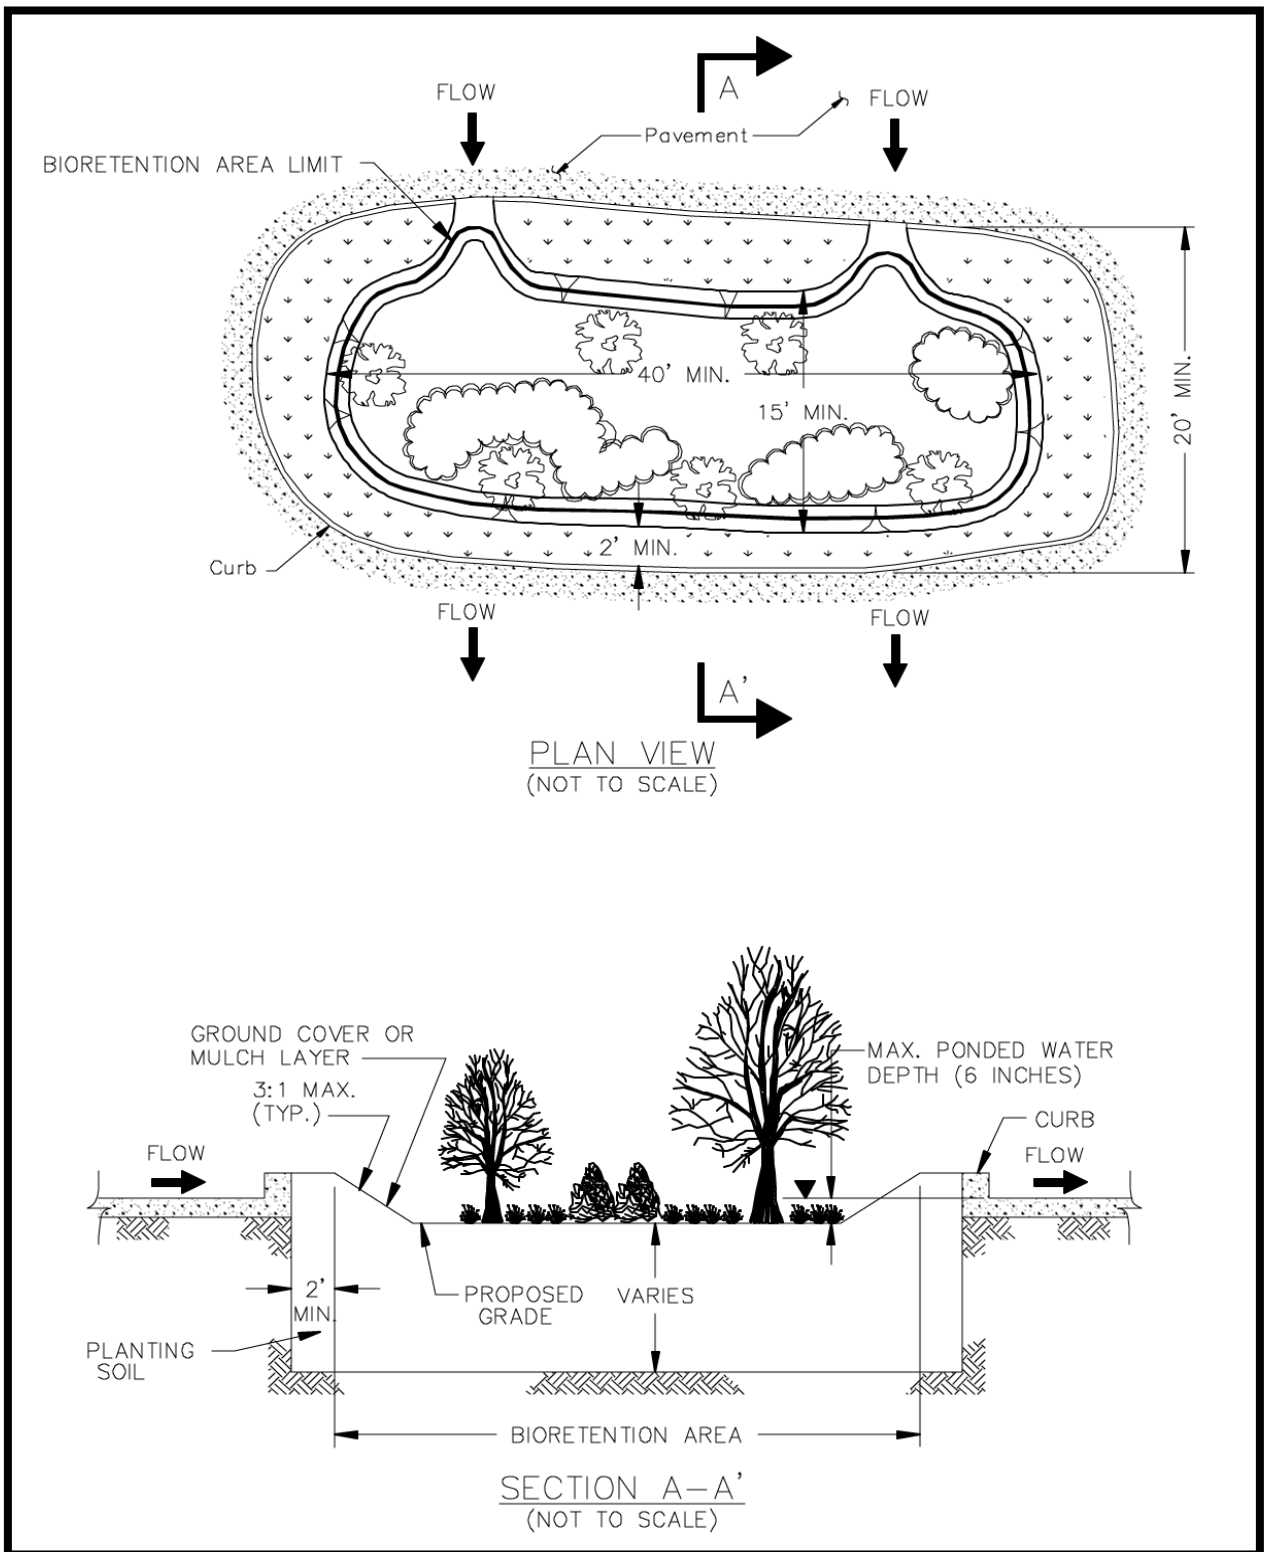 A
FLOW
FLOW
Pavement
BIORETENTION AREA LIMIT
40' MIN.
15' MIN.
20' MIN.
2' MIN.
Curb
FLOW
FLOW
A'
PLAN VIEW
(NOT TO SCALE)
GROUND COVER OR
MULCH LAYER
3:1 MAX.
(TYP.)
MAX. PONDED WATER
DEPTH (6 INCHES)
CURB
FLOW
FLOW
2'
MIN.
PROPOSED
GRADE
VARIES
PLANTING
SOIL
BIORETENTION AREA
SECTION A-A'
(NOT TO SCALE)